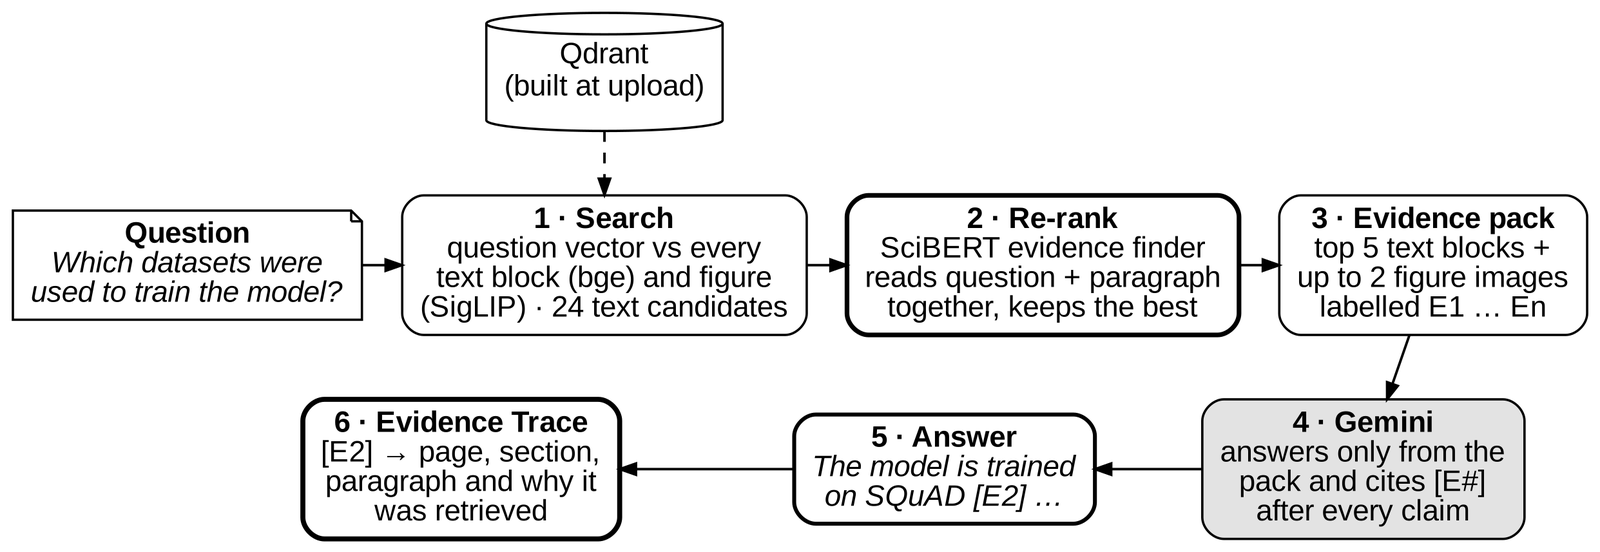 Qdrant
(built at upload)
Question
Which datasets were
used to train the model?
1 · Search
question vector vs every
text block (bge) and figure
(SigLIP) · 24 text candidates
2 · Re-rank
SciBERT evidence finder
reads question + paragraph
together, keeps the best
3 · Evidence pack
top 5 text blocks +
up to 2 figure images
labelled E1 … En
4 · Gemini
answers only from the
pack and cites [E#]
after every claim
5 · Answer
The model is trained
on SQuAD [E2] …
6 · Evidence Trace
[E2] → page, section,
paragraph and why it
was retrieved